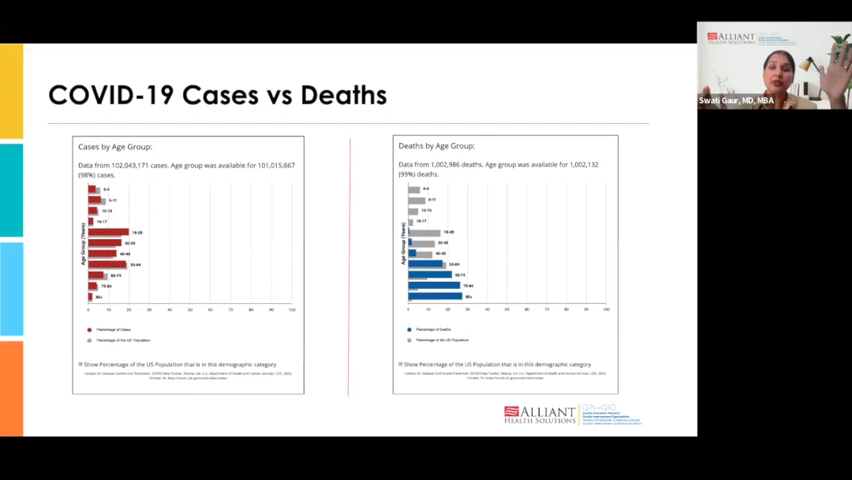 COVID-19 Cases vs Deaths
Cases by Age Group:
Data from 102,043,171 cases. Age group was available for 101,015,667
(98%) cases.
Age Group (Years)
0-4
5-11
12-15
16-17
18-29
30-39
40-49
50-64
65-74
75-84
85+
0 10 20 30 40 50 60 70 80 90 100
Percentage of Cases
Percentage of the US Population
Show Percentage of the US Population that is in this demographic category
Deaths by Age Group:
Data from 1,002,986 deaths. Age group was available for 1,002,132
(99%) deaths.
Age Group (Years)
0-4
5-11
12-15
16-17
18-29
30-39
40-49
50-64
65-74
75-84
85+
0 10 20 30 40 50 60 70 80 90 100
Percentage of Deaths
Percentage of the US Population
Show Percentage of the US Population that is in this demographic category
ALLIANT
HEALTH SOLUTIONS
QIN-QIO
Quality Innovation Network
Quality Improvement Organizations
ALLIANT
HEALTH SOLUTIONS
Swati Gaur, MD, MBA